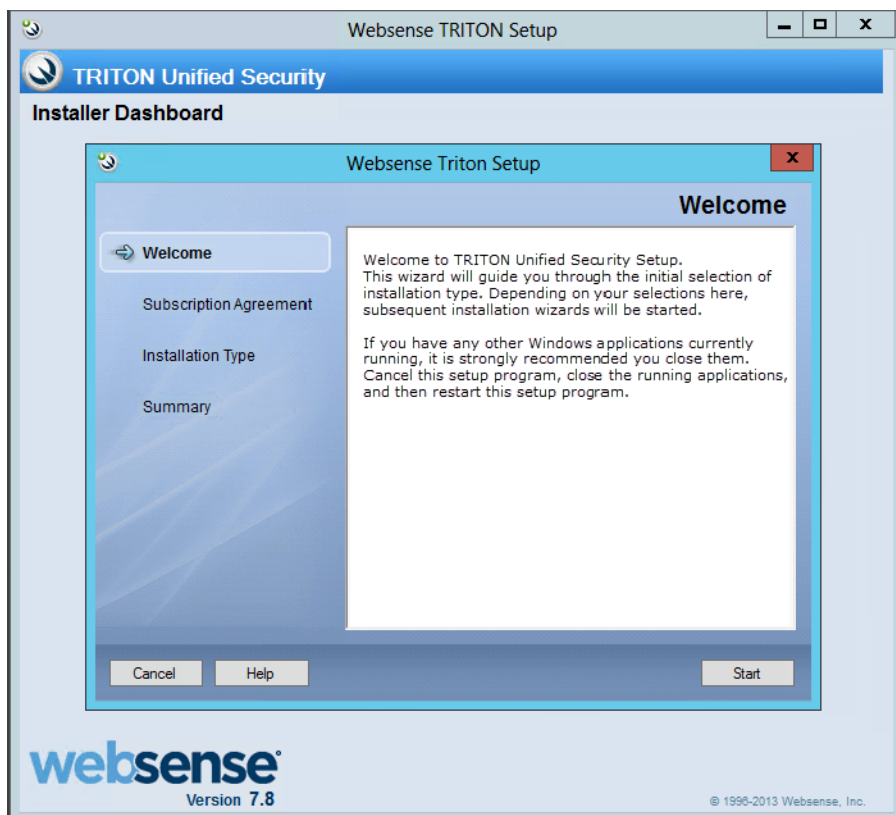 Websense TRITON Setup
TRITON Unified Security
Installer Dashboard
Websense Triton Setup
Welcome
Welcome
Subscription Agreement
Installation Type
Summary
Welcome to TRITON Unified Security Setup.
This wizard will guide you through the initial selection of
installation type. Depending on your selections here,
subsequent installation wizards will be started.
If you have any other Windows applications currently
running, it is strongly recommended you close them.
Cancel this setup program, close the running applications,
and then restart this setup program.
Cancel
Help
Start
websense
Version 7.8
© 1996-2013 Websense, Inc.